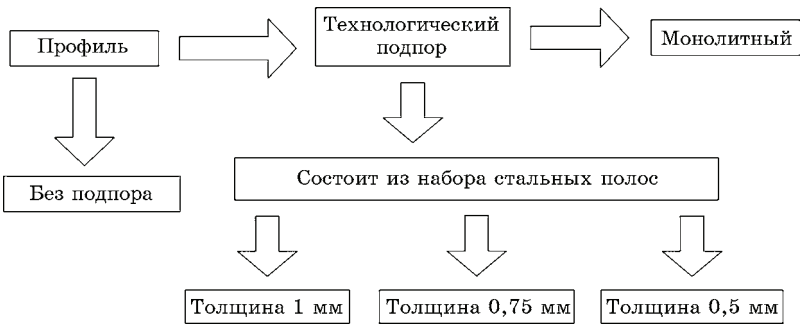 Профиль
Технологический
подпор
Монолитный
Без подпора
Состоит из набора стальных полос
Толщина 1 мм
Толщина 0,75 мм
Толщина 0,5 мм